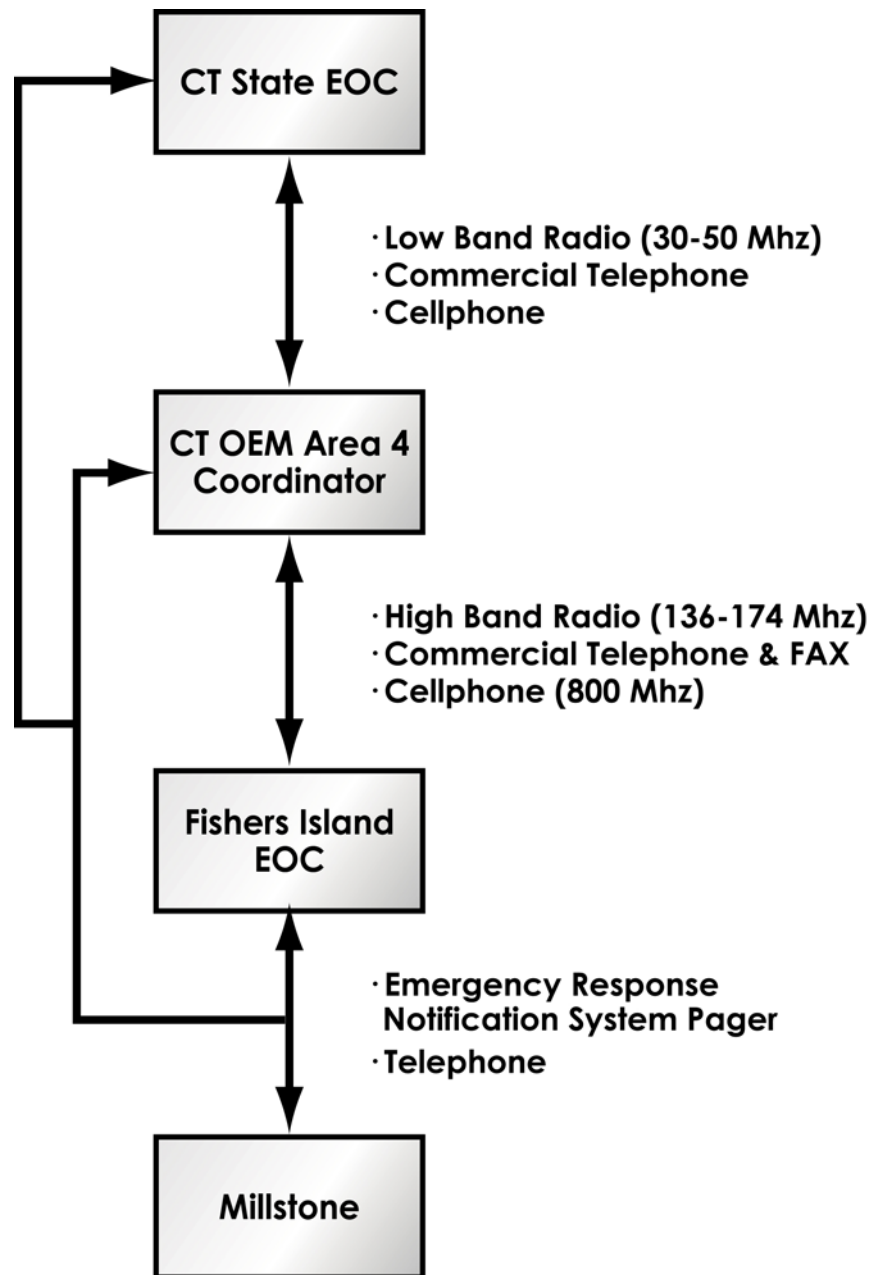 CT State EOC
· Low Band Radio (30-50 Mhz)
· Commercial Telephone
· Cellphone
CT OEM Area 4
Coordinator
· High Band Radio (136-174 Mhz)
· Commercial Telephone & FAX
· Cellphone (800 Mhz)
Fishers Island
EOC
· Emergency Response
Notification System Pager
· Telephone
Millstone